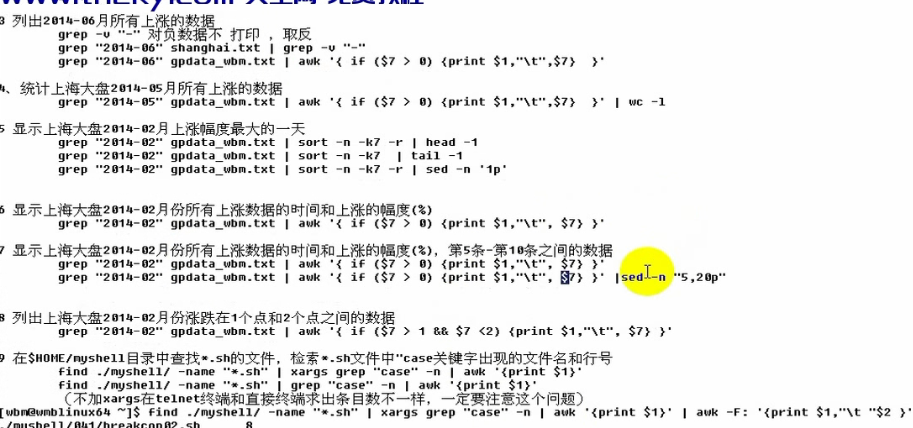 3 列出2014-06月所有上涨的数据
grep -v "-" 对负数据不 打印 ，取反
grep "2014-06" shanghai.txt | grep -v "-"
grep "2014-06" gpdata_wbm.txt | awk '{ if ($7 > 0) {print $1,"\t",$7} }'
4、统计上海大盘2014-05月所有上涨的数据
grep "2014-05" gpdata_wbm.txt | awk '{ if ($7 > 0) {print $1,"\t",$7} }' | wc -l
5 显示上海大盘2014-02月上涨幅度最大的一天
grep "2014-02" gpdata_wbm.txt | sort -n -k7 -r | head -1
grep "2014-02" gpdata_wbm.txt | sort -n -k7 | tail -1
grep "2014-02" gpdata_wbm.txt | sort -n -k7 -r | sed -n '1p'
6 显示上海大盘2014-02月份所有上涨数据的时间和上涨的幅度(%)
grep "2014-02" gpdata_wbm.txt | awk '{ if ($7 > 0) {print $1,"\t", $7} }'
7 显示上海大盘2014-02月份所有上涨数据的时间和上涨的幅度(%)，第5条-第10条之间的数据
grep "2014-02" gpdata_wbm.txt | awk '{ if ($7 > 0) {print $1,"\t", $7} }'
grep "2014-02" gpdata_wbm.txt | awk '{ if ($7 > 0) {print $1,"\t", $7} }' |sed -n "5,20p"
8 列出上海大盘2014-02月份涨跌在1个点和2个点之间的数据
grep "2014-02" gpdata_wbm.txt | awk '{ if ($7 > 1 && $7 <2) {print $1,"\t", $7} }'
9 在$HOME/myshell目录中查找*.sh的文件，检索*.sh文件中"case关键字出现的文件名和行号
find ./myshell/ -name "*.sh" | xargs grep "case" -n | awk '{print $1}'
find ./myshell/ -name "*.sh" | grep "case" -n | awk '{print $1}'
（不加xargs在telnet终端和直接终端求出条目数不一样，一定要注意这个问题）
[wbm@wmblinux64 ~]$ find ./myshell/ -name "*.sh" | xargs grep "case" -n | awk '{print $1}' | awk -F: '{print $1,"\t "$2 }'
./myshell/041/breakcon02.sh 8